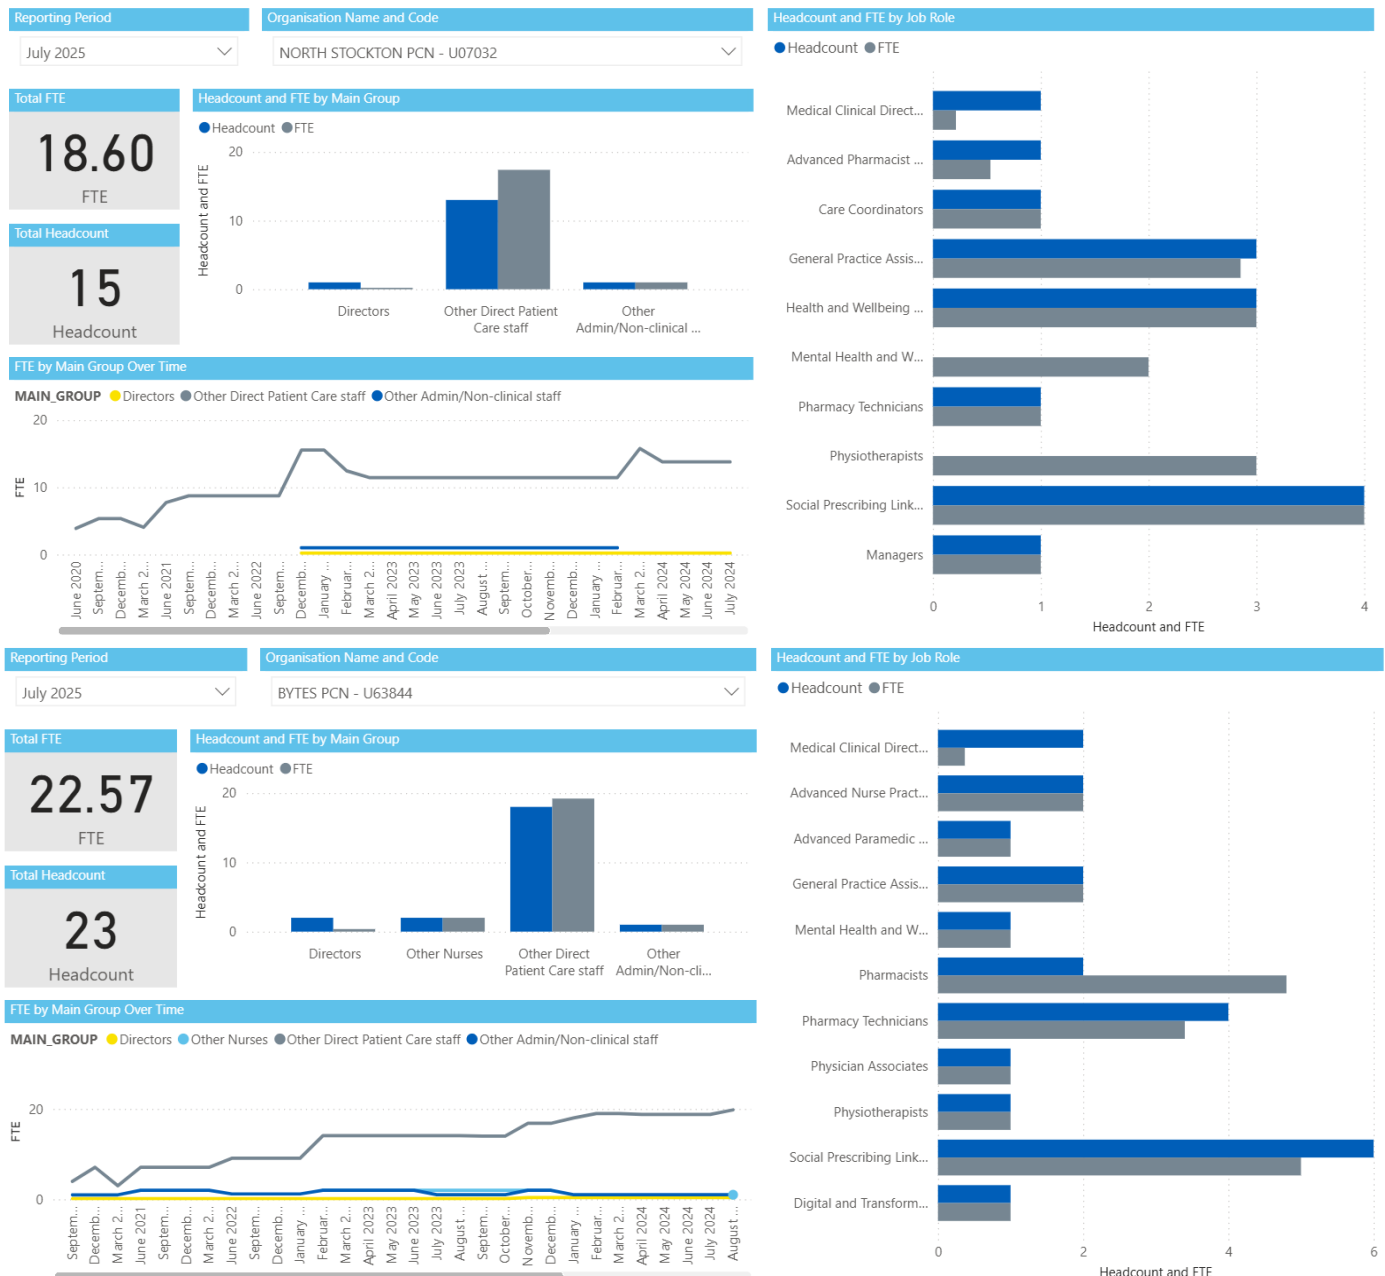 Reporting Period
Organisation Name and Code
July 2025
NORTH STOCKTON PCN - U07032
Total FTE
18.60
FTE
Total Headcount
15
Headcount
Headcount and FTE by Main Group
Headcount FTE
Headcount and FTE
20
10
0
Directors
Other Direct Patient
Care staff
Other
Admin/Non-clinical ...
FTE by Main Group Over Time
MAIN_GROUP Directors Other Direct Patient Care staff Other Admin/Non-clinical staff
FTE
20
10
0
June 2020
Septem...
Decemb...
March 2...
June 2021
Septem...
Decemb...
March 2...
June 2022
Septem...
Decemb...
January ...
Februar...
March 2...
April 2023
May 2023
June 2023
July 2023
August ...
Septem...
October...
Novemb...
Decemb...
January ...
Februar...
March 2...
April 2024
May 2024
June 2024
July 2024
Headcount and FTE by Job Role
Headcount FTE
Medical Clinical Direct...
Advanced Pharmacist ...
Care Coordinators
General Practice Assis...
Health and Wellbeing ...
Mental Health and W...
Pharmacy Technicians
Physiotherapists
Social Prescribing Link...
Managers
0 1 2 3 4
Headcount and FTE
Reporting Period
Organisation Name and Code
July 2025
BYTES PCN - U63844
Total FTE
22.57
FTE
Total Headcount
23
Headcount
Headcount and FTE by Main Group
Headcount FTE
Headcount and FTE
20
10
0
Directors
Other Nurses
Other Direct
Patient Care staff
Other
Admin/Non-cli...
FTE by Main Group Over Time
MAIN_GROUP Directors Other Nurses Other Direct Patient Care staff Other Admin/Non-clinical staff
FTE
20
0
Septem...
Decemb...
March 2...
June 2021
Septem...
Decemb...
March 2...
June 2022
Septem...
Decemb...
January ...
Februar...
March 2...
April 2023
May 2023
June 2023
July 2023
August ...
Septem...
October...
Novemb...
Decemb...
January ...
Februar...
March 2...
April 2024
May 2024
June 2024
July 2024
August ...
Headcount and FTE by Job Role
Headcount FTE
Medical Clinical Direct...
Advanced Nurse Pract...
Advanced Paramedic ...
General Practice Assis...
Mental Health and W...
Pharmacists
Pharmacy Technicians
Physician Associates
Physiotherapists
Social Prescribing Link...
Digital and Transform...
0 2 4 6
Headcount and FTE